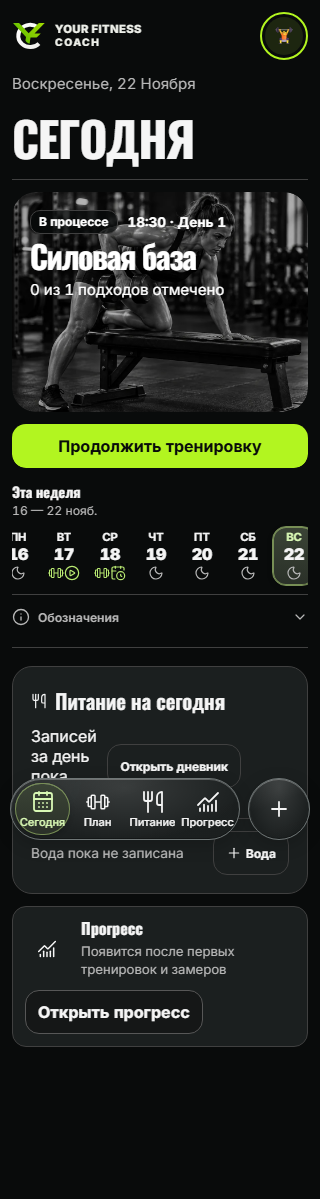 YOUR FITNESS
COACH
Воскресенье, 22 Ноября
СЕГОДНЯ
В процессе 18:30 · День 1
Силовая база
0 из 1 подходов отмечено
Продолжить тренировку
Эта неделя
16 — 22 нояб.
ПН ВТ СР ЧТ ПТ СБ ВС
16 17 18 19 20 21 22
Обозначения
Питание на сегодня
Записей
за день
пока
Открыть дневник
Сегодня План Питание Прогресс
Вода пока не записана
+ Вода
Прогресс
Появится после первых
тренировок и замеров
Открыть прогресс